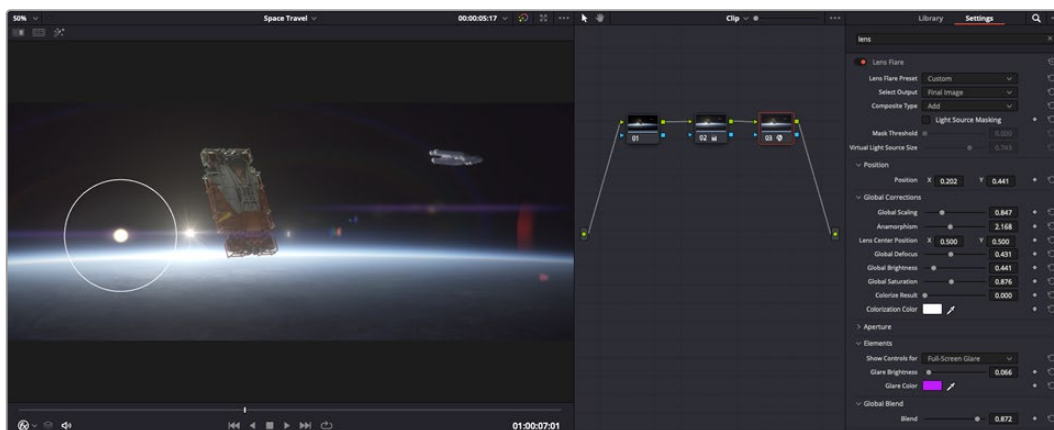 50%
Space Travel
00:00:05:17
Clip
Library
Settings
lens
Lens Flare
Lens Flare Preset Custom
Select Output Final Image
Composite Type Add
Light Source Masking
Mask Threshold 0.000
Virtual Light Source Size 0.743
Position
Position X 0.202 Y 0.441
Global Corrections
Global Scaling 0.847
Anamorphism 2.168
Lens Center Position X 0.500 Y 0.500
Global Defocus 0.431
Global Brightness 0.441
Global Saturation 0.876
Colorize Result 0.000
Colorization Color
Aperture
Elements
Show Controls for Full-Screen Glare
Glare Brightness 0.066
Glare Color
Global Blend
Blend 0.872
01
02
03
01:00:07:01